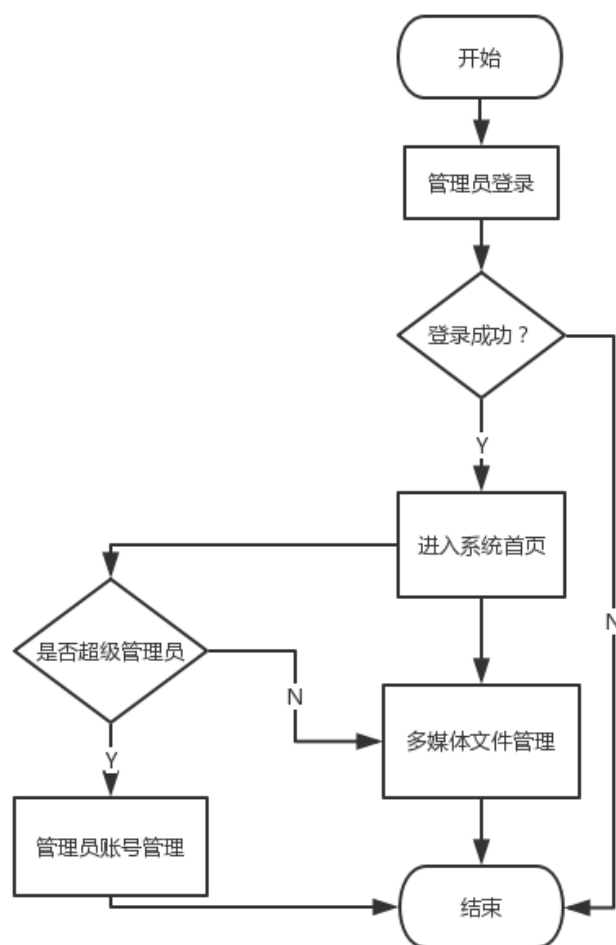 开始
管理员登录
登录成功？
Y
进入系统首页
N
是否超级管理员
N
多媒体文件管理
Y
管理员账号管理
结束